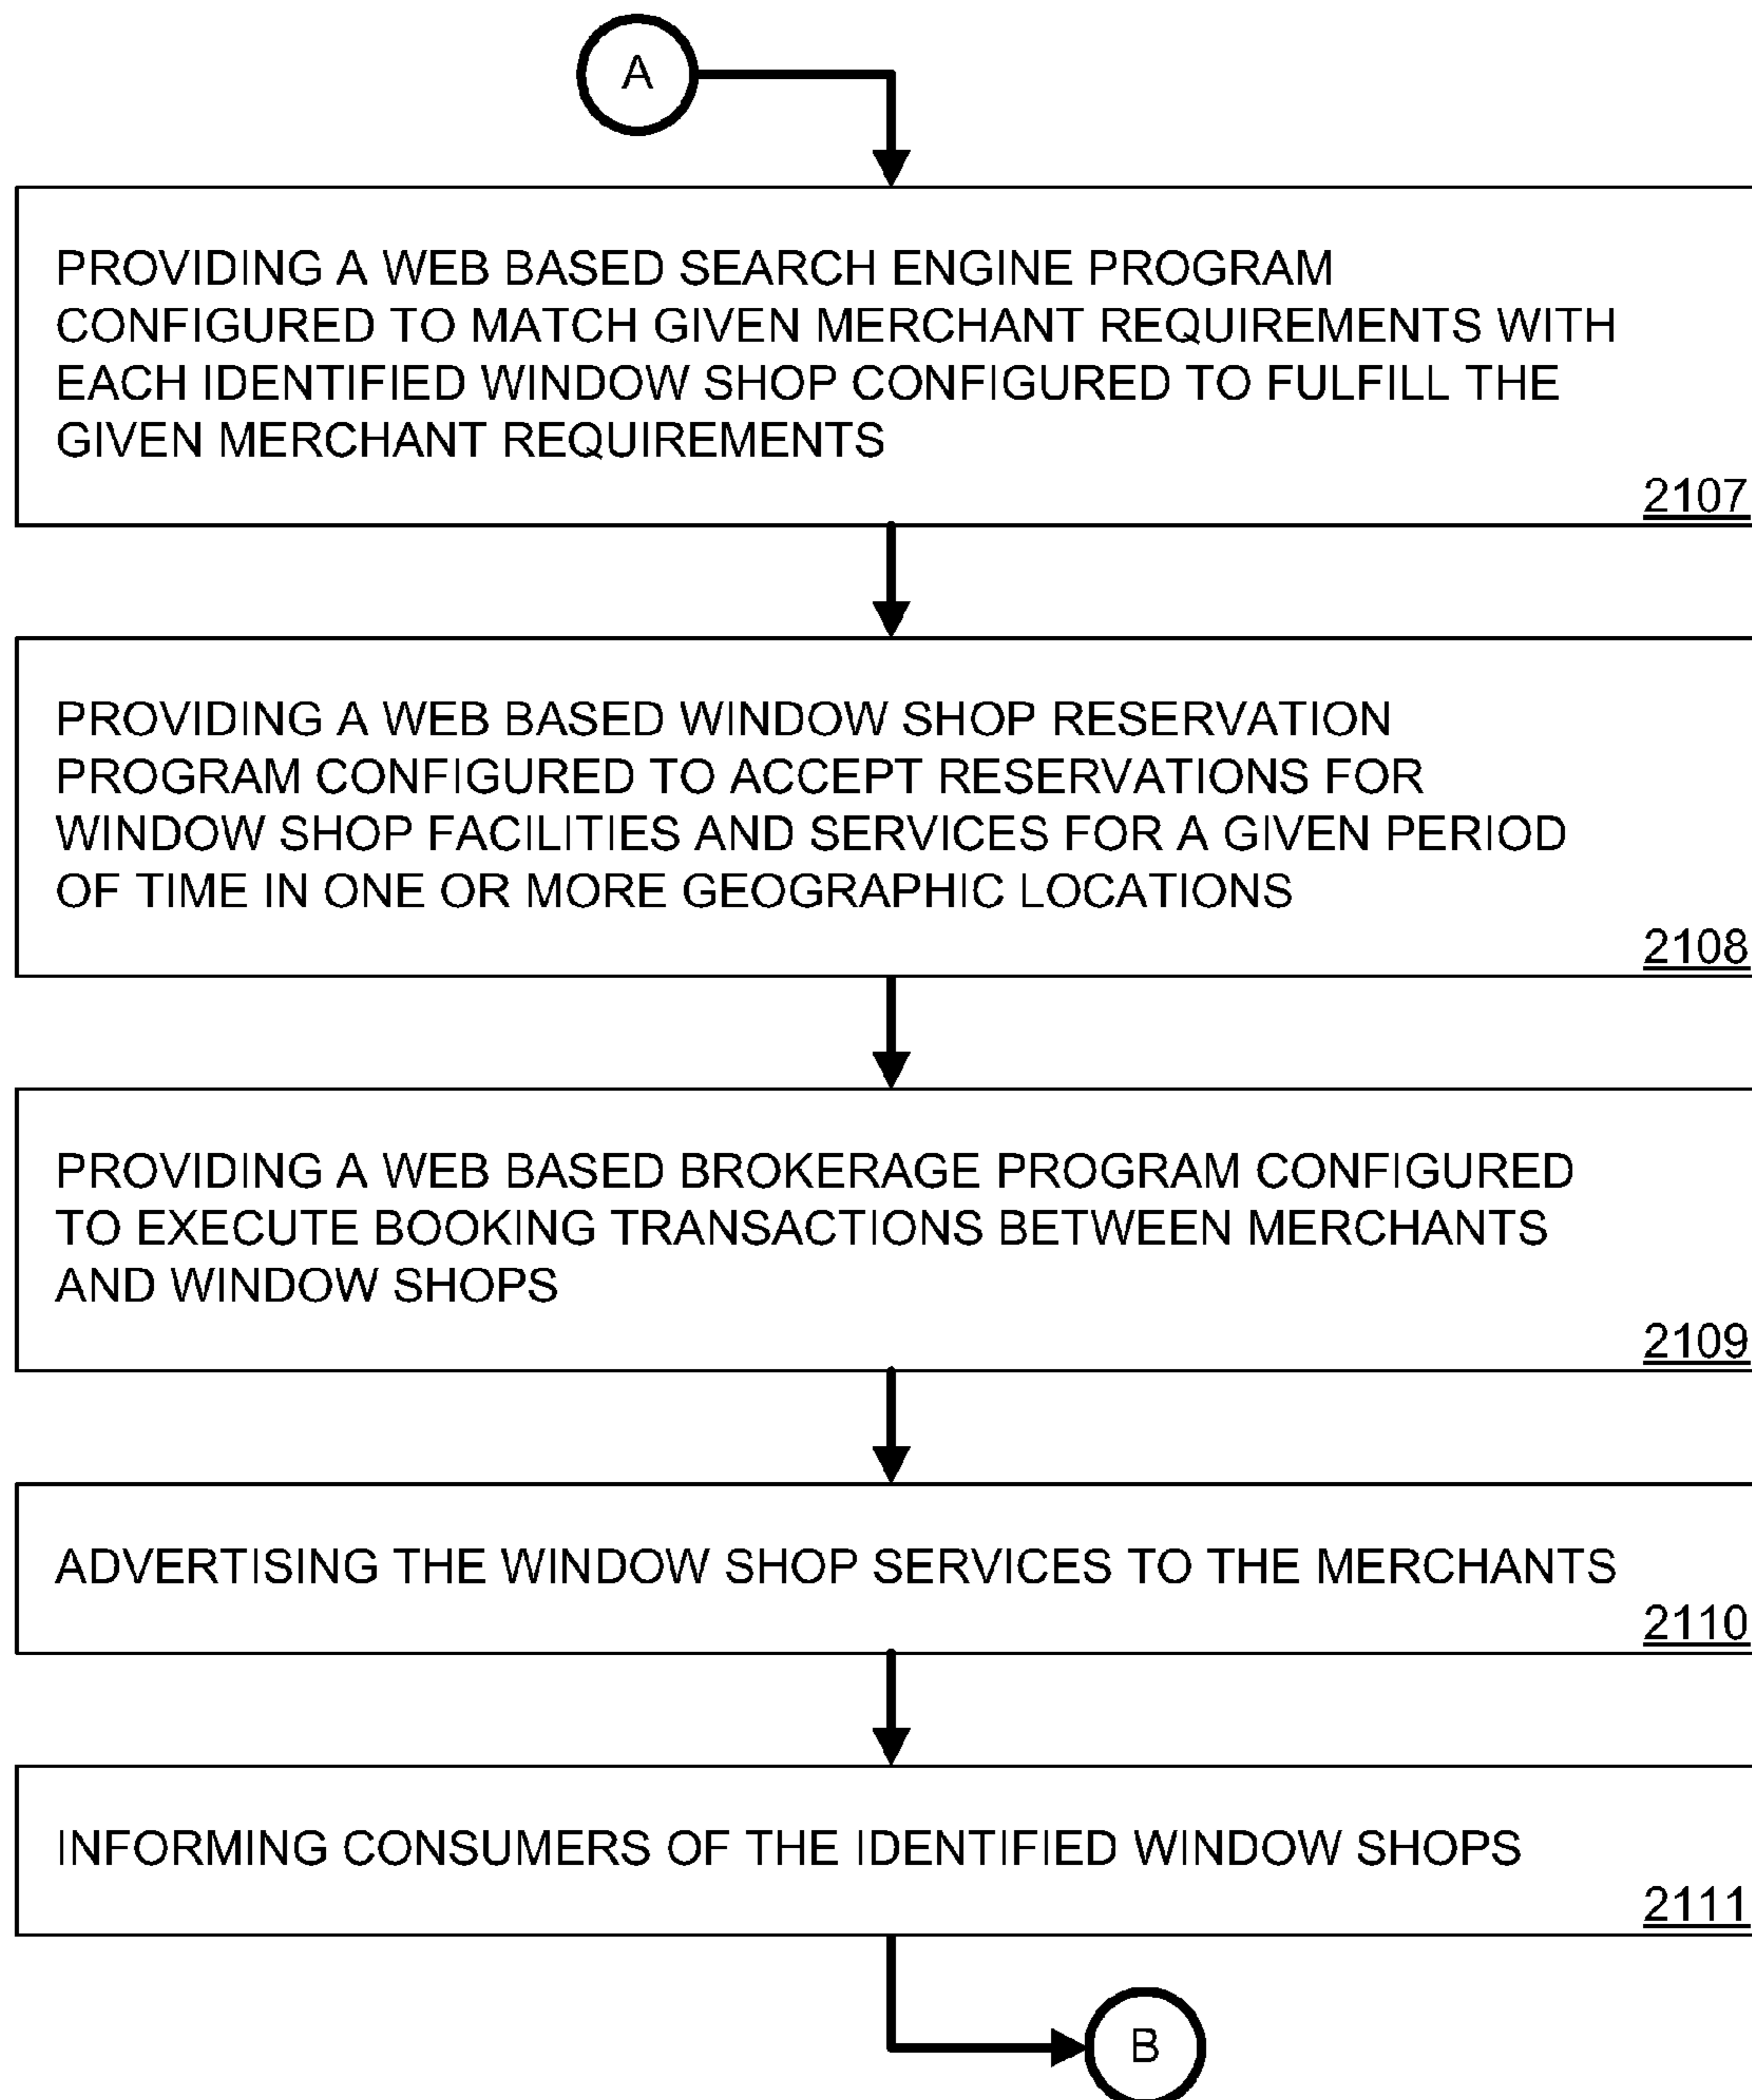 A
PROVIDING A WEB BASED SEARCH ENGINE PROGRAM
CONFIGURED TO MATCH GIVEN MERCHANT REQUIREMENTS WITH
EACH IDENTIFIED WINDOW SHOP CONFIGURED TO FULFILL THE
GIVEN MERCHANT REQUIREMENTS
2107
PROVIDING A WEB BASED WINDOW SHOP RESERVATION
PROGRAM CONFIGURED TO ACCEPT RESERVATIONS FOR
WINDOW SHOP FACILITIES AND SERVICES FOR A GIVEN PERIOD
OF TIME IN ONE OR MORE GEOGRAPHIC LOCATIONS
2108
PROVIDING A WEB BASED BROKERAGE PROGRAM CONFIGURED
TO EXECUTE BOOKING TRANSACTIONS BETWEEN MERCHANTS
AND WINDOW SHOPS
2109
ADVERTISING THE WINDOW SHOP SERVICES TO THE MERCHANTS
2110
INFORMING CONSUMERS OF THE IDENTIFIED WINDOW SHOPS
2111
B